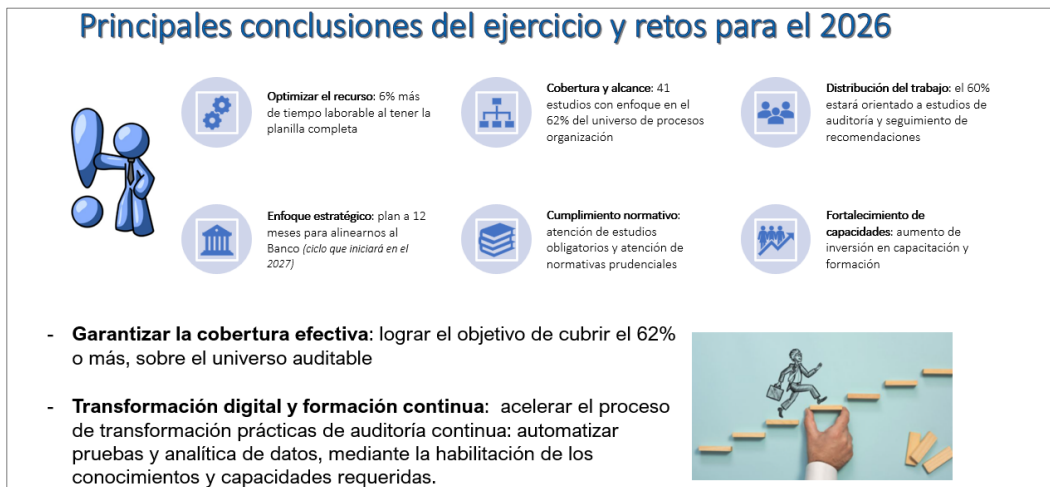 Principales conclusiones del ejercicio y retos para el 2026
Optimizar el recurso: 6% más
de tiempo laborable al tener la
planilla completa
Cobertura y alcance: 41
estudios con enfoque en el
62% del universo de procesos
organización
Distribución del trabajo: el 60%
estará orientado a estudios de
auditoría y seguimiento de
recomendaciones
Enfoque estratégico: plan a 12
meses para alinearnos al
Banco (ciclo que iniciará en el
2027)
Cumplimiento normativo:
atención de estudios
obligatorios y atención de
normativas prudenciales
Fortalecimiento de
capacidades: aumento de
inversión en capacitación y
formación
- Garantizar la cobertura efectiva: lograr el objetivo de cubrir el 62%
o más, sobre el universo auditable
- Transformación digital y formación continua: acelerar el proceso
de transformación prácticas de auditoría continua: automatizar
pruebas y analítica de datos, mediante la habilitación de los
conocimientos y capacidades requeridas.